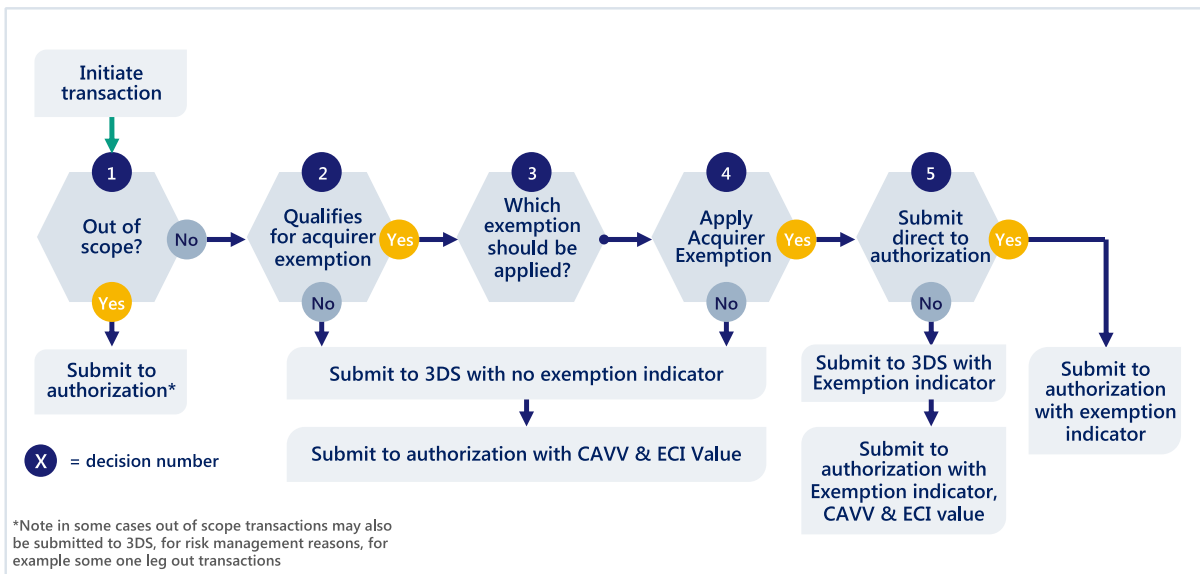 Initiate
transaction
1
Out of
scope?
No
Yes
Submit to
authorization*
2
Qualifies
for acquirer
exemption
Yes
No
3
Which
exemption
should be
applied?
4
Apply
Acquirer
Exemption
Yes
No
5
Submit
direct to
authorization
Yes
No
Submit to 3DS with no exemption indicator
Submit to authorization with CAVV & ECI Value
Submit to 3DS with
Exemption indicator
Submit to
authorization with
Exemption indicator,
CAVV & ECI value
Submit to
authorization
with exemption
indicator
X = decision number
*Note in some cases out of scope transactions may also
be submitted to 3DS, for risk management reasons, for
example some one leg out transactions